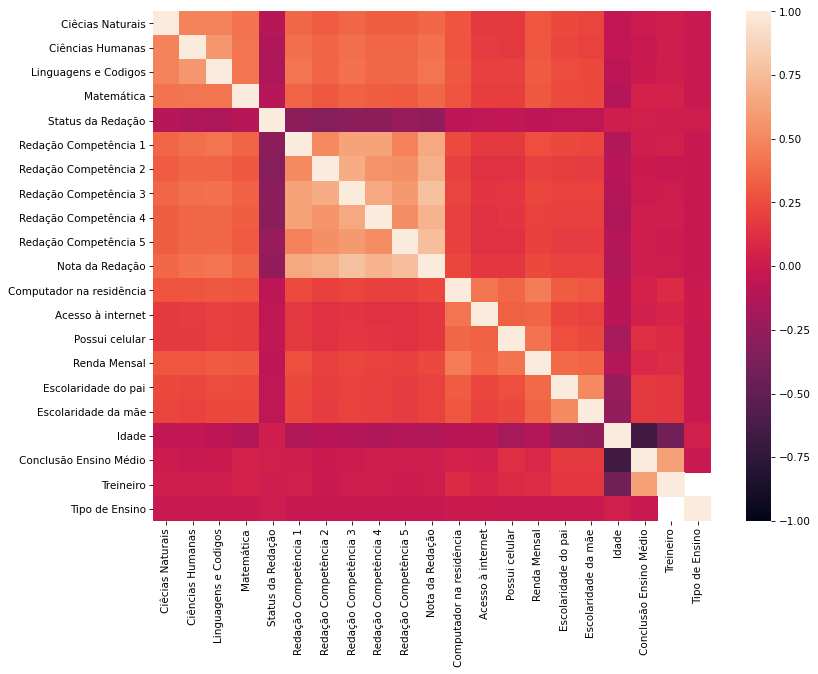 Ciêcias Naturais
Ciências Humanas
Linguagens e Codigos
Matemática
Status da Redação
Redação Competência 1
Redação Competência 2
Redação Competência 3
Redação Competência 4
Redação Competência 5
Nota da Redação
Computador na residência
Acesso à internet
Possui celular
Renda Mensal
Escolaridade do pai
Escolaridade da mãe
Idade
Conclusão Ensino Médio
Treineiro
Tipo de Ensino
Ciêcias Naturais
Ciências Humanas
Linguagens e Codigos
Matemática
Status da Redação
Redação Competência 1
Redação Competência 2
Redação Competência 3
Redação Competência 4
Redação Competência 5
Nota da Redação
Computador na residência
Acesso à internet
Possui celular
Renda Mensal
Escolaridade do pai
Escolaridade da mãe
Idade
Conclusão Ensino Médio
Treineiro
Tipo de Ensino
1.00
0.75
0.50
0.25
0.00
−0.25
−0.50
−0.75
−1.00